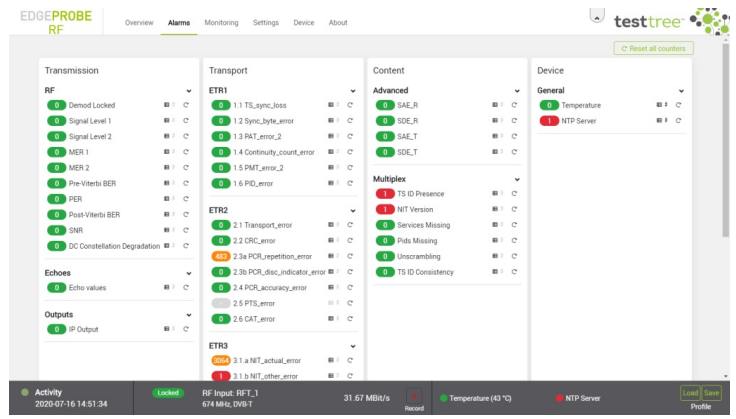 EDGEPROBE
RF
Overview Alarms Monitoring Settings Device About
testtree
Reset all counters
Transmission
RF
0 Demod Locked
0 Signal Level 1
0 Signal Level 2
0 MER 1
0 MER 2
0 Pre-Viterbi BER
0 PER
0 Post-Viterbi BER
0 SNR
0 DC Constellation Degradation
Echoes
0 Echo values
Outputs
0 IP Output
Transport
ETR1
0 1.1 TS_sync_loss
0 1.2 Sync_byte_error
0 1.3 PAT_error_2
0 1.4 Continuity_count_error
0 1.5 PMT_error_2
0 1.6 PID_error
ETR2
0 2.1 Transport_error
0 2.2 CRC_error
483 2.3a PCR_repetition_error
0 2.3b PCR_disc_indicator_error
0 2.4 PCR_accuracy_error
2.5 PTS_error
0 2.6 CAT_error
ETR3
3064 3.1.a NIT_actual_error
1 3.1.b NIT_other_error
Content
Advanced
0 SAE_R
0 SDE_R
0 SAE_T
0 SDE_T
Multiplex
1 TS ID Presence
1 NIT Version
0 Services Missing
0 Pids Missing
0 Unscrambling
0 TS ID Consistency
Device
General
0 Temperature
1 NTP Server
Activity
2020-07-16 14:51:34
Locked
RF Input: RFT_1
674 MHz, DVB-T
31.67 MBit/s
Record
Temperature (43 °C)
NTP Server
Load Save
Profile